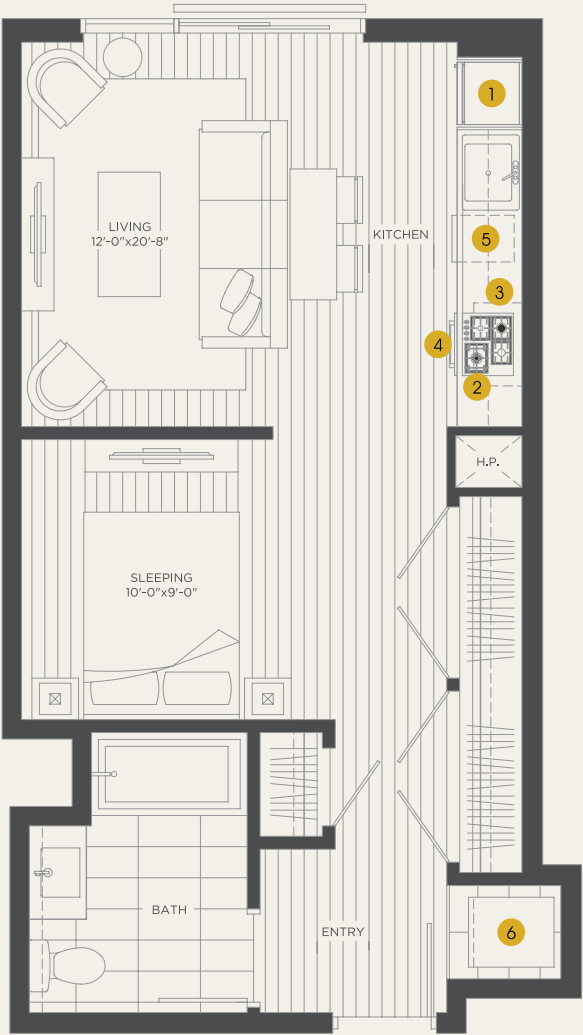 1
LIVING
12'-0"x20'-8"
KITCHEN
5
3
4
2
H.P.
SLEEPING
10'-0"x9'-0"
BATH
ENTRY
6